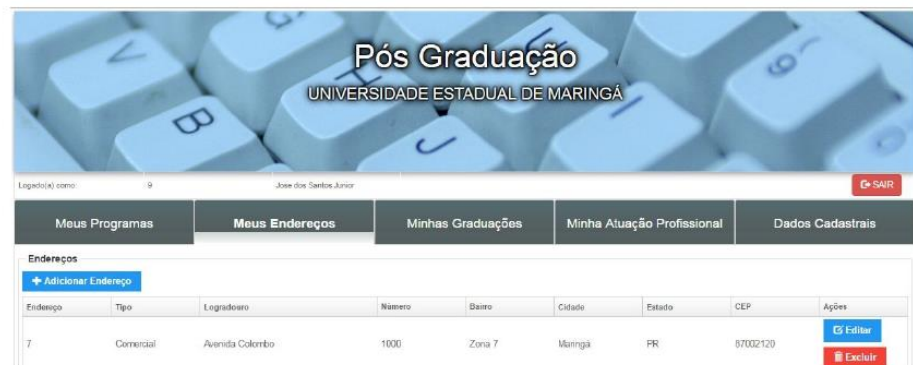 Pós Graduação
UNIVERSIDADE ESTADUAL DE MARINGÁ
Logado(a) como: 9 Jose dos Santos Junior SAIR
Meus Programas Meus Endereços Minhas Graduações Minha Atuação Profissional Dados Cadastrais
Endereços
Adicionar Endereço
Endereço Tipo Logradouro Número Bairro Cidade Estado CEP Ações
7 Comercial Avenida Colombo 1000 Zona 7 Maringá PR 87002120 Editar
Excluir